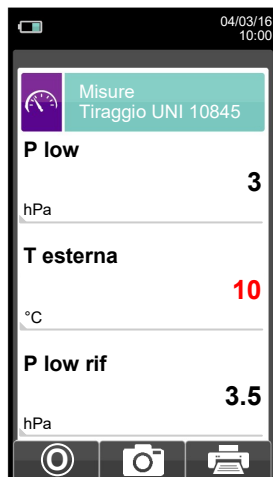 04/03/16
10:00
Misure
Tiraggio UNI 10845
P low
3
hPa
T esterna
10
°C
P low rif
3.5
hPa